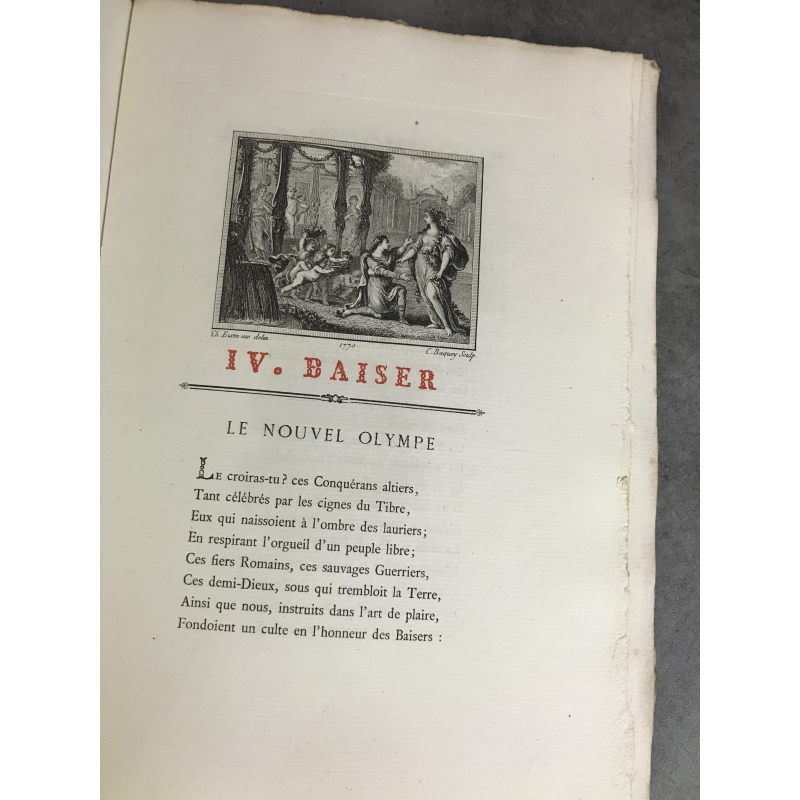 Ch. Eisen inv delin
1770
C. Baquoy Sculp.
IV. BAISER
LE NOUVEL OLYMPE
LE croiras-tu? ces Conquérans altiers,
Tant célébrés par les cignes du Tibre,
Eux qui naissoient à l'ombre des lauriers;
En respirant l'orgueil d'un peuple libre;
Ces fiers Romains, ces sauvages Guerriers,
Ces demi-Dieux, sous qui trembloit la Terre,
Ainsi que nous, instruits dans l'art de plaire,
Fondoient un culte en l'honneur des Baisers :